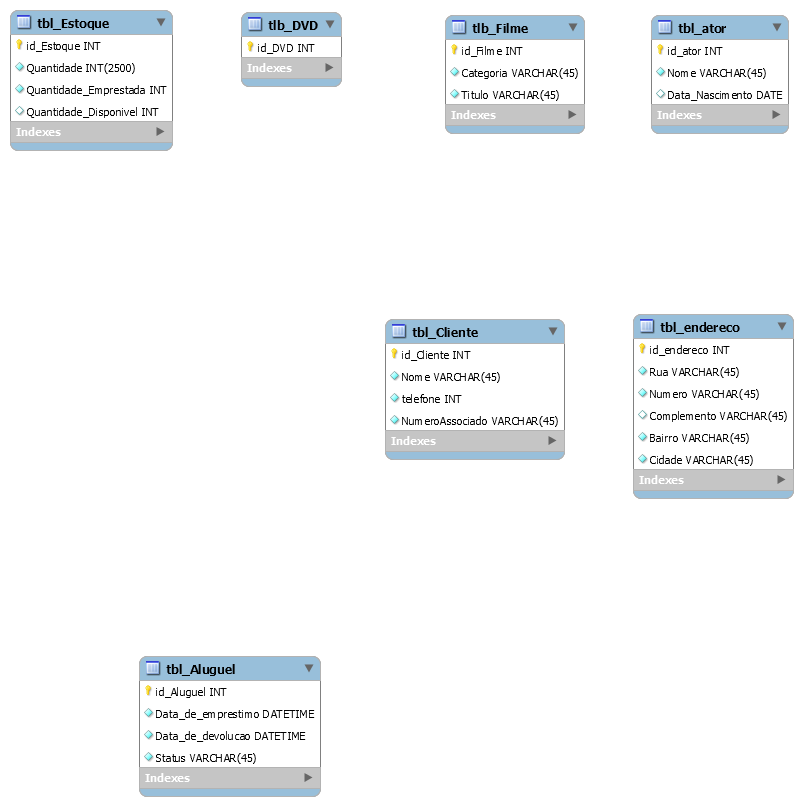 tbl_Estoque
id_Estoque INT
Quantidade INT(2500)
Quantidade_Emprestada INT
Quantidade_Disponivel INT
Indexes
tlb_DVD
id_DVD INT
Indexes
tlb_Filme
id_Filme INT
Categoria VARCHAR(45)
Titulo VARCHAR(45)
Indexes
tbl_ator
id_ator INT
Nome VARCHAR(45)
Data_Nascimento DATE
Indexes
tbl_Cliente
id_Cliente INT
Nome VARCHAR(45)
telefone INT
NumeroAssociado VARCHAR(45)
Indexes
tbl_endereco
id_endereco INT
Rua VARCHAR(45)
Numero VARCHAR(45)
Complemento VARCHAR(45)
Bairro VARCHAR(45)
Cidade VARCHAR(45)
Indexes
tbl_Aluguel
id_Aluguel INT
Data_de_emprestimo DATETIME
Data_de_devolucao DATETIME
Status VARCHAR(45)
Indexes